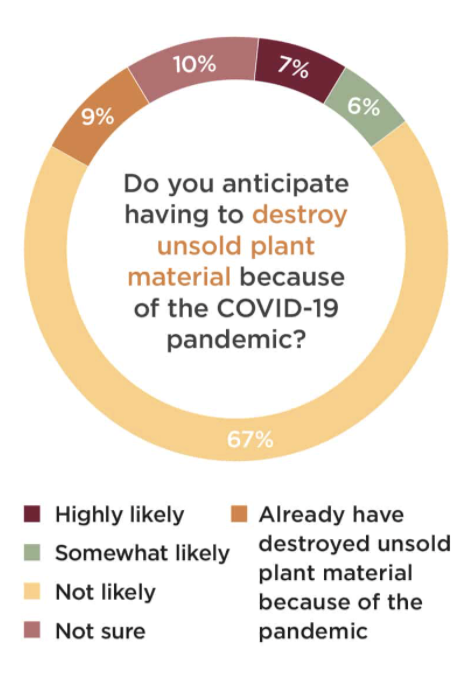 10%
7%
6%
9%
Do you anticipate
having to destroy
unsold plant
material because
of the COVID-19
pandemic?
67%
Highly likely
Somewhat likely
Not likely
Not sure
Already have
destroyed unsold
plant material
because of the
pandemic